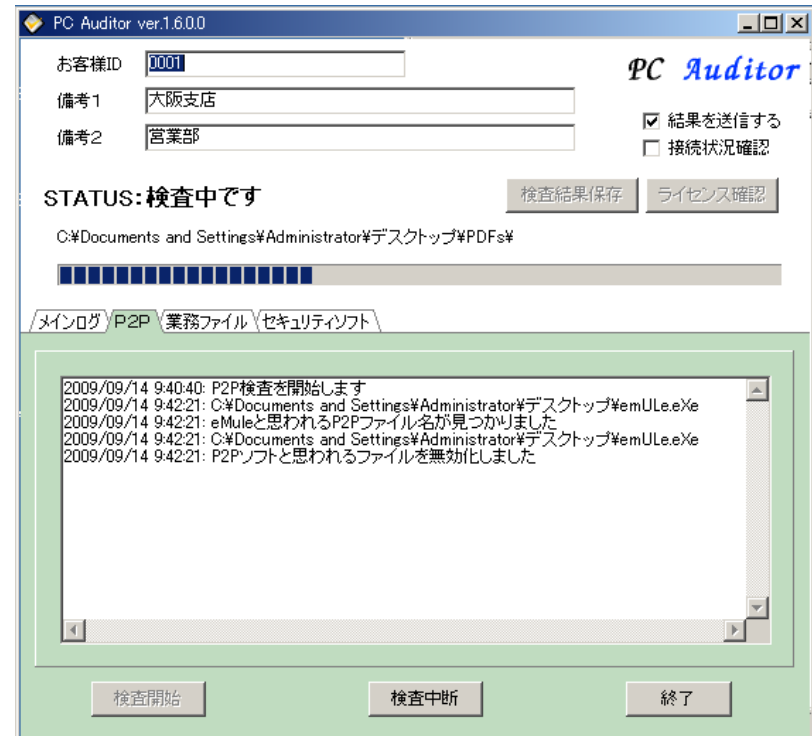 PC Auditor ver.1.6.0.0
お客様ID 0001
PC Auditor
備考1 大阪支店
備考2 営業部
結果を送信する
接続状況確認
STATUS:検査中です
検査結果保存 ライセンス確認
C:¥Documents and Settings¥Administrator¥デスクトップ¥PDFs¥
メインログ P2P 業務ファイル セキュリティソフト
2009/09/14 9:40:40: P2P検査を開始します
2009/09/14 9:42:21: C:¥Documents and Settings¥Administrator¥デスクトップ¥emULe.eXe
2009/09/14 9:42:21: eMuleと思われるP2Pファイル名が見つかりました
2009/09/14 9:42:21: C:¥Documents and Settings¥Administrator¥デスクトップ¥emULe.eXe
2009/09/14 9:42:21: P2Pソフトと思われるファイルを無効化しました
検査開始 検査中断 終了